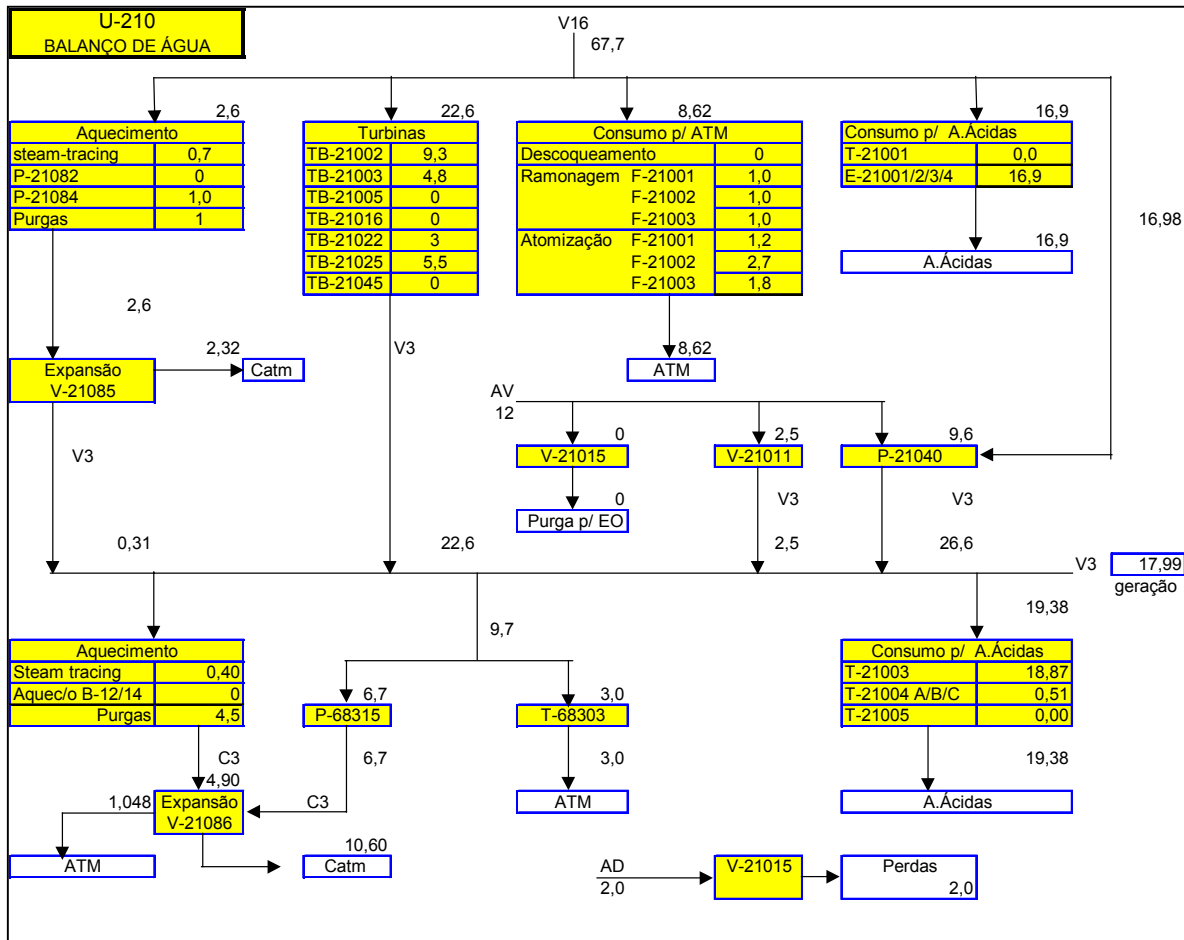 U-210
BALANÇO DE ÁGUA
V16
67,7
2,6
22,6
8,62
16,9
Aquecimento
steam-tracing 0,7
P-21082 0
P-21084 1,0
Purgas 1
Turbinas
TB-21002 9,3
TB-21003 4,8
TB-21005 0
TB-21016 0
TB-21022 3
TB-21025 5,5
TB-21045 0
Consumo p/ ATM
Descoqueamento 0
Ramonagem F-21001 1,0
F-21002 1,0
F-21003 1,0
Atomização F-21001 1,2
F-21002 2,7
F-21003 1,8
Consumo p/ A.Ácidas
T-21001 0,0
E-21001/2/3/4 16,9
16,98
16,9
A.Ácidas
2,6
2,32
Expansão
V-21085
Catm
V3
8,62
ATM
AV
12
0
2,5
9,6
V-21015
V-21011
P-21040
V3
0
V3
V3
Purga p/ EO
0,31
22,6
2,5
26,6
V3
17,99
geração
9,7
19,38
Aquecimento
Steam tracing 0,40
Aquec/o B-12/14 0
Purgas 4,5
6,7
3,0
P-68315
T-68303
Consumo p/ A.Ácidas
T-21003 18,87
T-21004 A/B/C 0,51
T-21005 0,00
C3
6,7
3,0
19,38
4,90
1,048
Expansão
V-21086
C3
ATM
A.Ácidas
10,60
ATM
Catm
AD
2,0
V-21015
Perdas
2,0